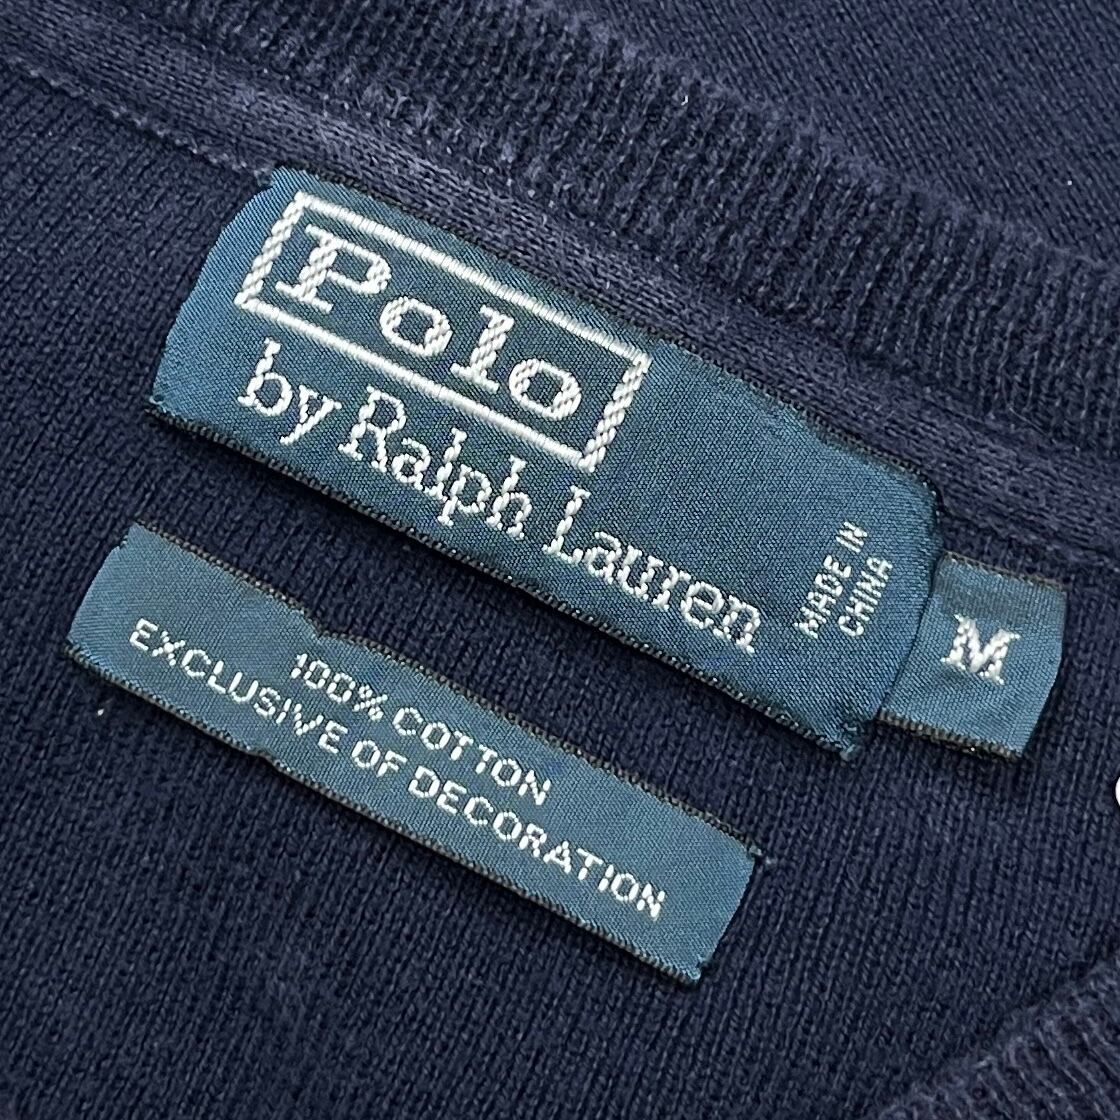 Polo
by Ralph Lauren
MADE IN
CHINA
M
100% COTTON
EXCLUSIVE OF DECORATION